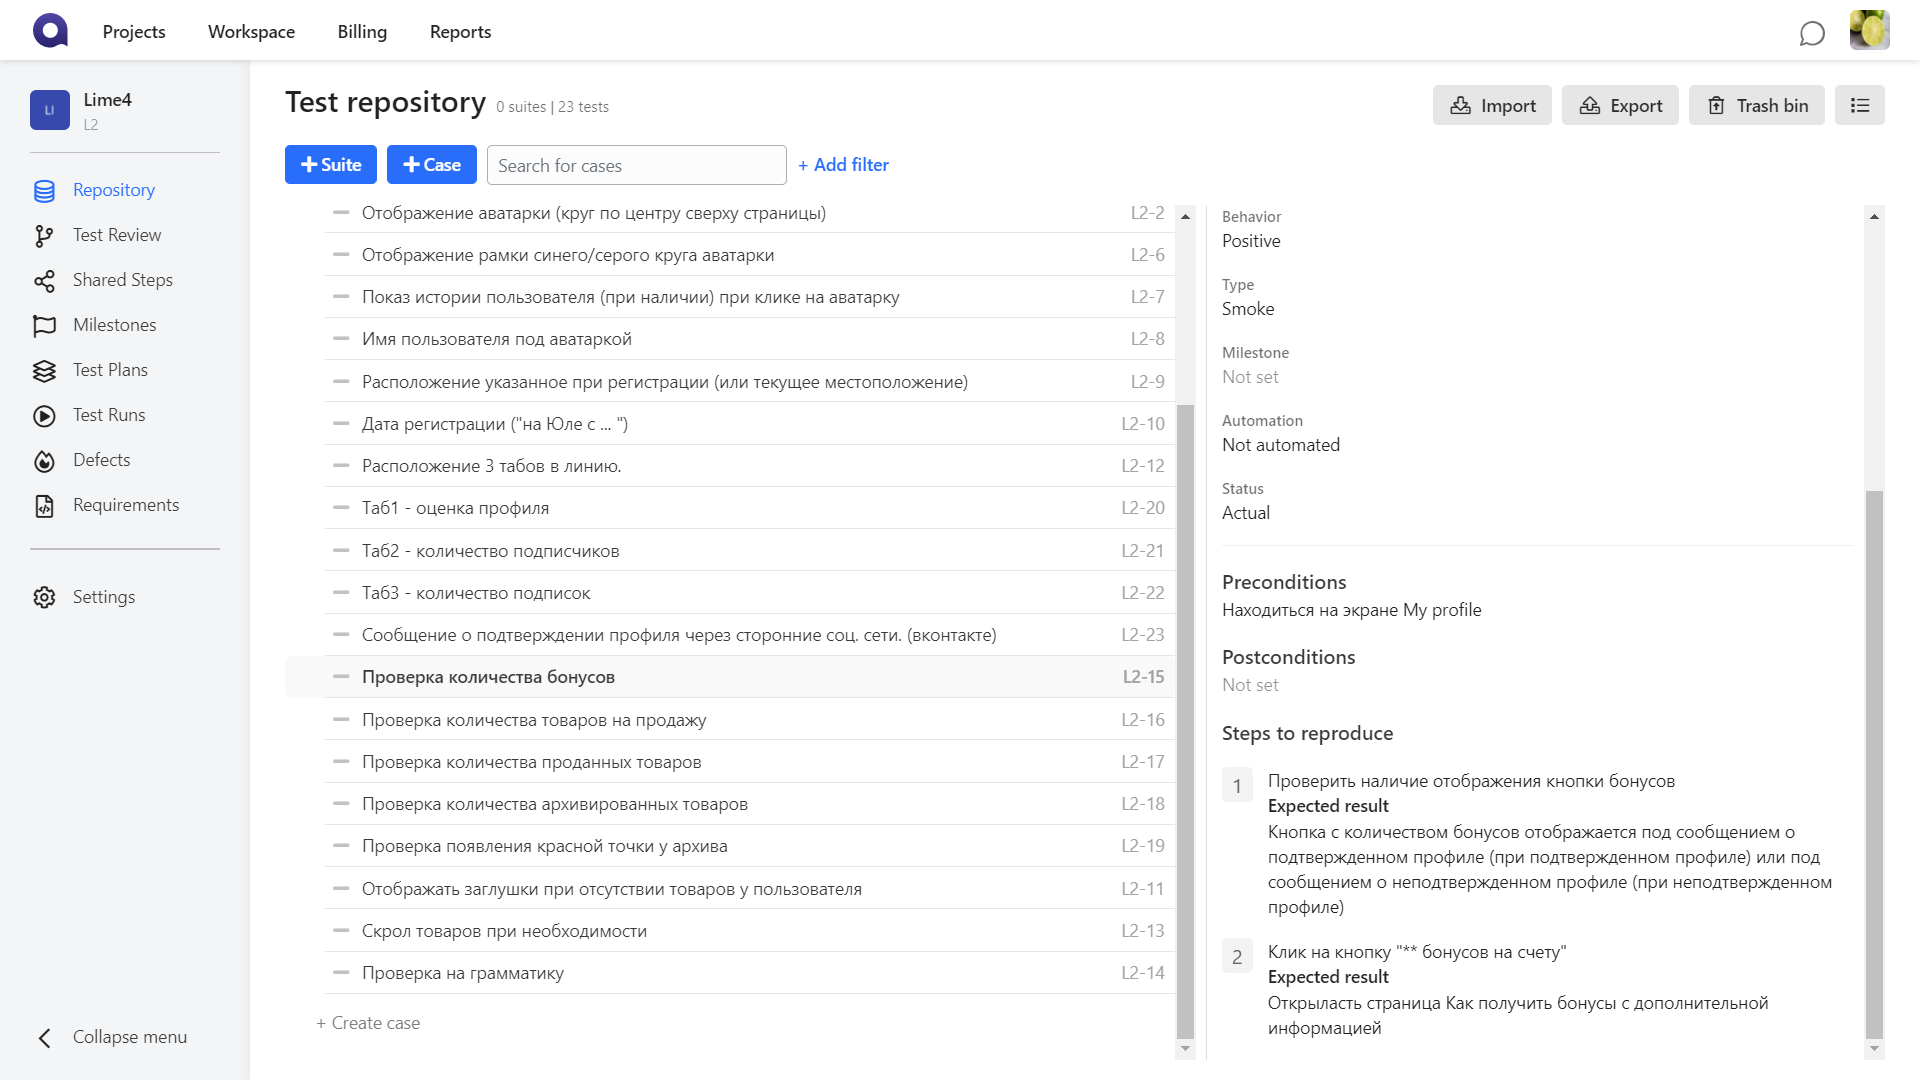 Projects
Workspace
Billing
Reports
LI
Lime4
L2
Repository
Test Review
Shared Steps
Milestones
Test Plans
Test Runs
Defects
Requirements
Settings
Collapse menu
Test repository 0 suites | 23 tests
Import
Export
Trash bin
+ Suite
+ Case
Search for cases
+ Add filter
Отображение аватарки (круг по центру сверху страницы) L2-2
Отображение рамки синего/серого круга аватарки L2-6
Показ истории пользователя (при наличии) при клике на аватарку L2-7
Имя пользователя под аватаркой L2-8
Расположение указанное при регистрации (или текущее местоположение) L2-9
Дата регистрации ("на Юле с ... ") L2-10
Расположение 3 табов в линию. L2-12
Таб1 - оценка профиля L2-20
Таб2 - количество подписчиков L2-21
Таб3 - количество подписок L2-22
Сообщение о подтверждении профиля через сторонние соц. сети. (вконтакте) L2-23
Проверка количества бонусов L2-15
Проверка количества товаров на продажу L2-16
Проверка количества проданных товаров L2-17
Проверка количества архивированных товаров L2-18
Проверка появления красной точки у архива L2-19
Отображать заглушки при отсутствии товаров у пользователя L2-11
Скрол товаров при необходимости L2-13
Проверка на грамматику L2-14
+ Create case
Behavior
Positive
Type
Smoke
Milestone
Not set
Automation
Not automated
Status
Actual
Preconditions
Находиться на экране My profile
Postconditions
Not set
Steps to reproduce
1 Проверить наличие отображения кнопки бонусов
Expected result
Кнопка с количеством бонусов отображается под сообщением о
подтвержденном профиле (при подтвержденном профиле) или под
сообщением о неподтвержденном профиле (при неподтвержденном
профиле)
2 Клик на кнопку "** бонусов на счету"
Expected result
Открыласть страница Как получить бонусы с дополнительной
информацией